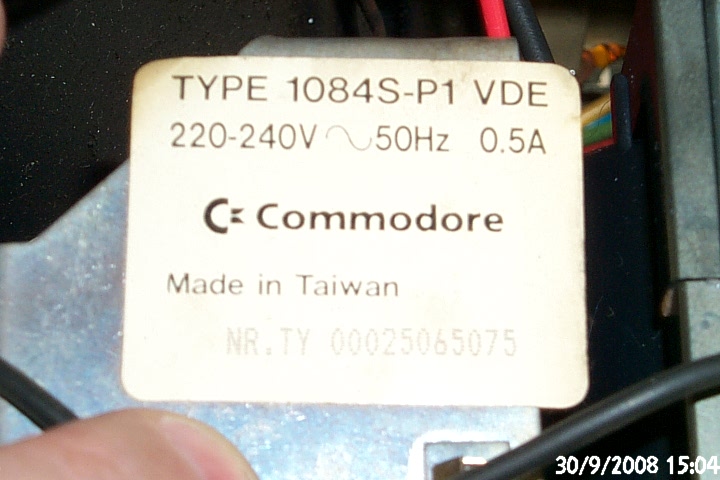 TYPE 1084S-P1 VDE
220-240V ~ 50Hz 0.5A
Commodore
Made in Taiwan
NR.TY 00025065075
30/9/2008 15:04